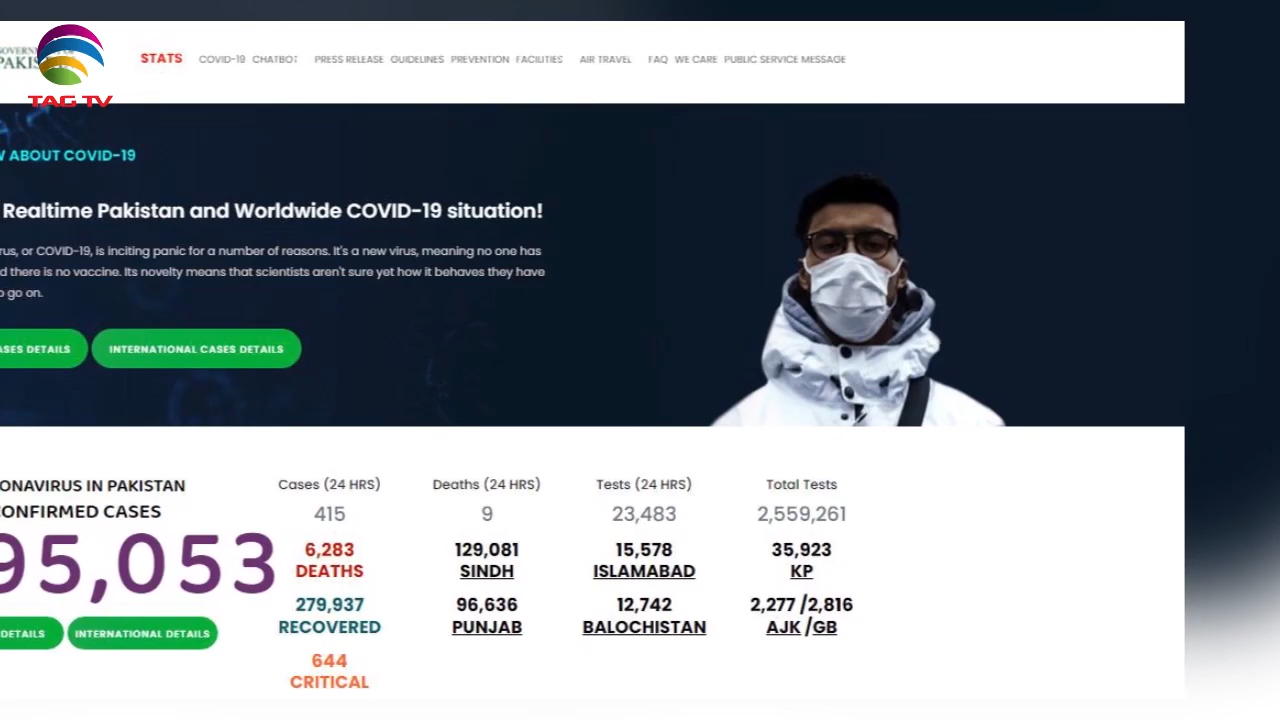 TAG TV
STATS COVID-19 CHATBOT PRESS RELEASE GUIDELINES PREVENTION FACILITIES AIR TRAVEL FAQ WE CARE PUBLIC SERVICE MESSAGE
ABOUT COVID-19
Realtime Pakistan and Worldwide COVID-19 situation!
or COVID-19, is inciting panic for a number of reasons. It's a new virus, meaning no one has
there is no vaccine. Its novelty means that scientists aren't sure yet how it behaves they have
go on.
DETAILS
INTERNATIONAL CASES DETAILS
ONAVIRUS IN PAKISTAN
CONFIRMED CASES
95,053
DETAILS
INTERNATIONAL DETAILS
Cases (24 HRS) Deaths (24 HRS) Tests (24 HRS) Total Tests
415 9 23,483 2,559,261
6,283 129,081 15,578 35,923
DEATHS SINDH ISLAMABAD KP
279,937 96,636 12,742 2,277 /2,816
RECOVERED PUNJAB BALOCHISTAN AJK /GB
644
CRITICAL